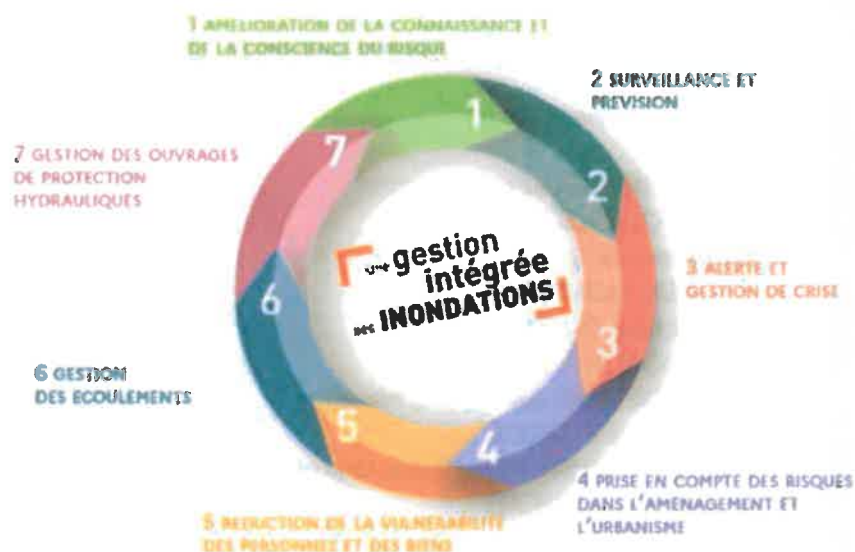 1 AMÉLIORATION DE LA CONNAISSANCE ET
DE LA CONSCIENCE DU RISQUE
2 SURVEILLANCE ET
PREVISION
3 ALERTE ET
GESTION DE CRISE
4 PRISE EN COMPTE DES RISQUES
DANS L'AMÉNAGEMENT ET
L'URBANISME
5 REDUCTION DE LA VULNERABILITE
DES PERSONNES ET DES BIENS
6 GESTION
DES ECOULEMENTS
7 GESTION DES OUVRAGES
DE PROTECTION
HYDRAULIQUES
1
2
3
4
5
6
7
une gestion
intégrée
DES INONDATIONS